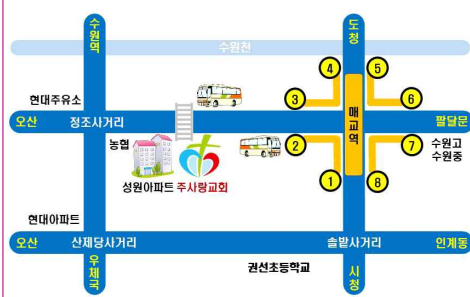 수원역
도청
수원천
4
5
현대주유소
3
6
오산
정조사거리
매교역
팔달문
농협
2
7
수원고
수원중
성원아파트
주사랑교회
1
8
현대아파트
오산
산제당사거리
솔밭사거리
인계동
우체국
권선초등학교
시청